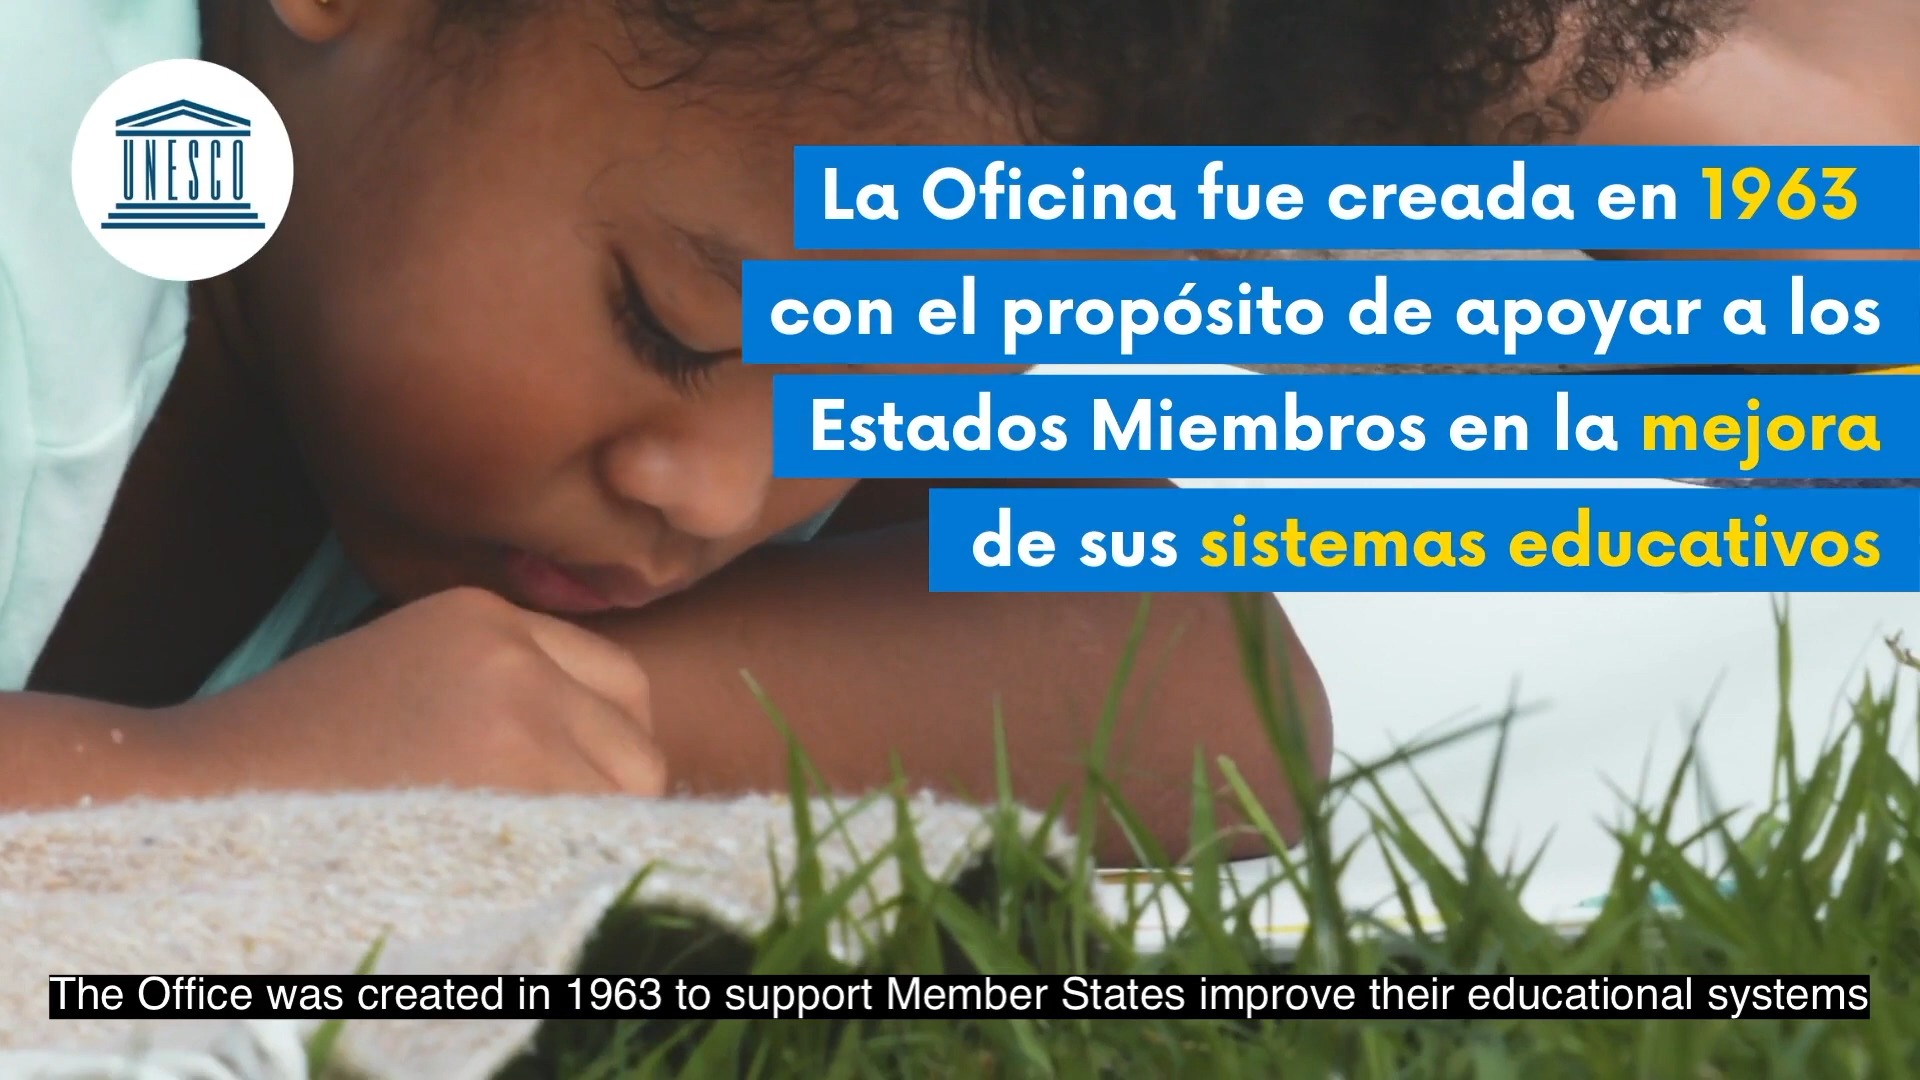 UNESCO
La Oficina fue creada en 1963
con el propósito de apoyar a los
Estados Miembros en la mejora
de sus sistemas educativos
The Office was created in 1963 to support Member States improve their educational systems